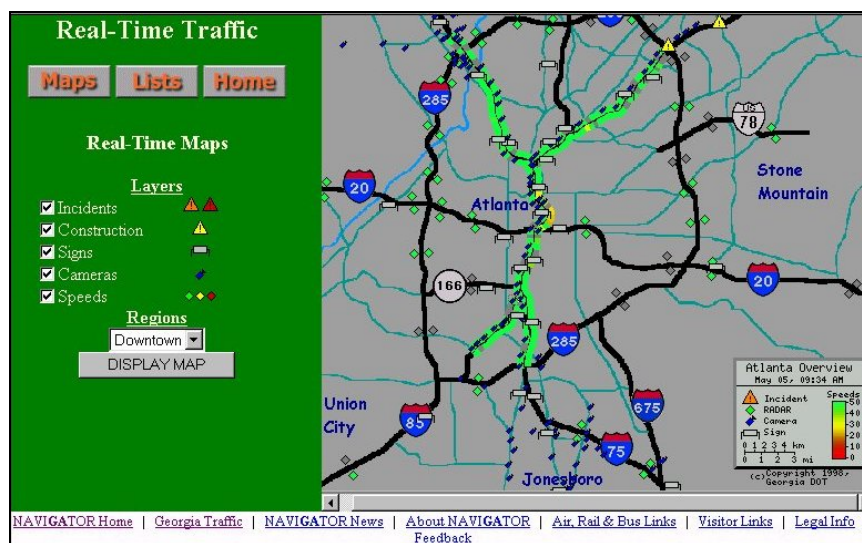 Real-Time Traffic
Maps Lists Home
Real-Time Maps
Layers
Incidents
Construction
Signs
Cameras
Speeds
Regions
Downtown
DISPLAY MAP
285
78
Stone
Mountain
20
Atlanta
166
20
285
Union
City
85
675
75
Jonesboro
Atlanta Overview
May 05, 09:34 AM
Incident
RADAR
Camera
Sign
Speeds
50
40
30
20
10
0
0 1 2 3 4 km
0 1 2 3 mi
(c) Copyright 1998,
Georgia DOT
NAVIGATOR Home | Georgia Traffic | NAVIGATOR News | About NAVIGATOR | Air, Rail & Bus Links | Visitor Links | Legal Info
Feedback